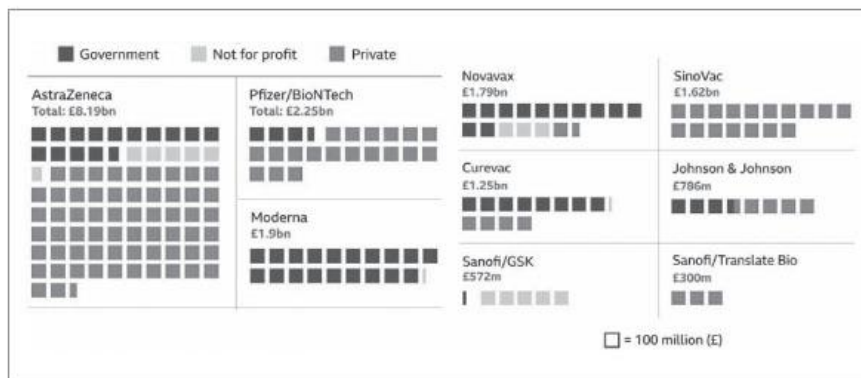 Government Not for profit Private
AstraZeneca
Total: £8.19bn
Pfizer/BioNTech
Total: £2.25bn
Moderna
£1.9bn
Novavax
£1.79bn
SinoVac
£1.62bn
Curevac
£1.25bn
Johnson & Johnson
£786m
Sanofi/GSK
£572m
Sanofi/Translate Bio
£300m
= 100 million (£)